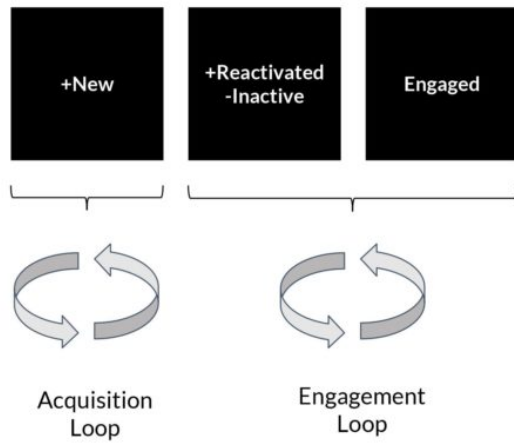 +New
+Reactivated
-Inactive
Engaged
Acquisition
Loop
Engagement
Loop